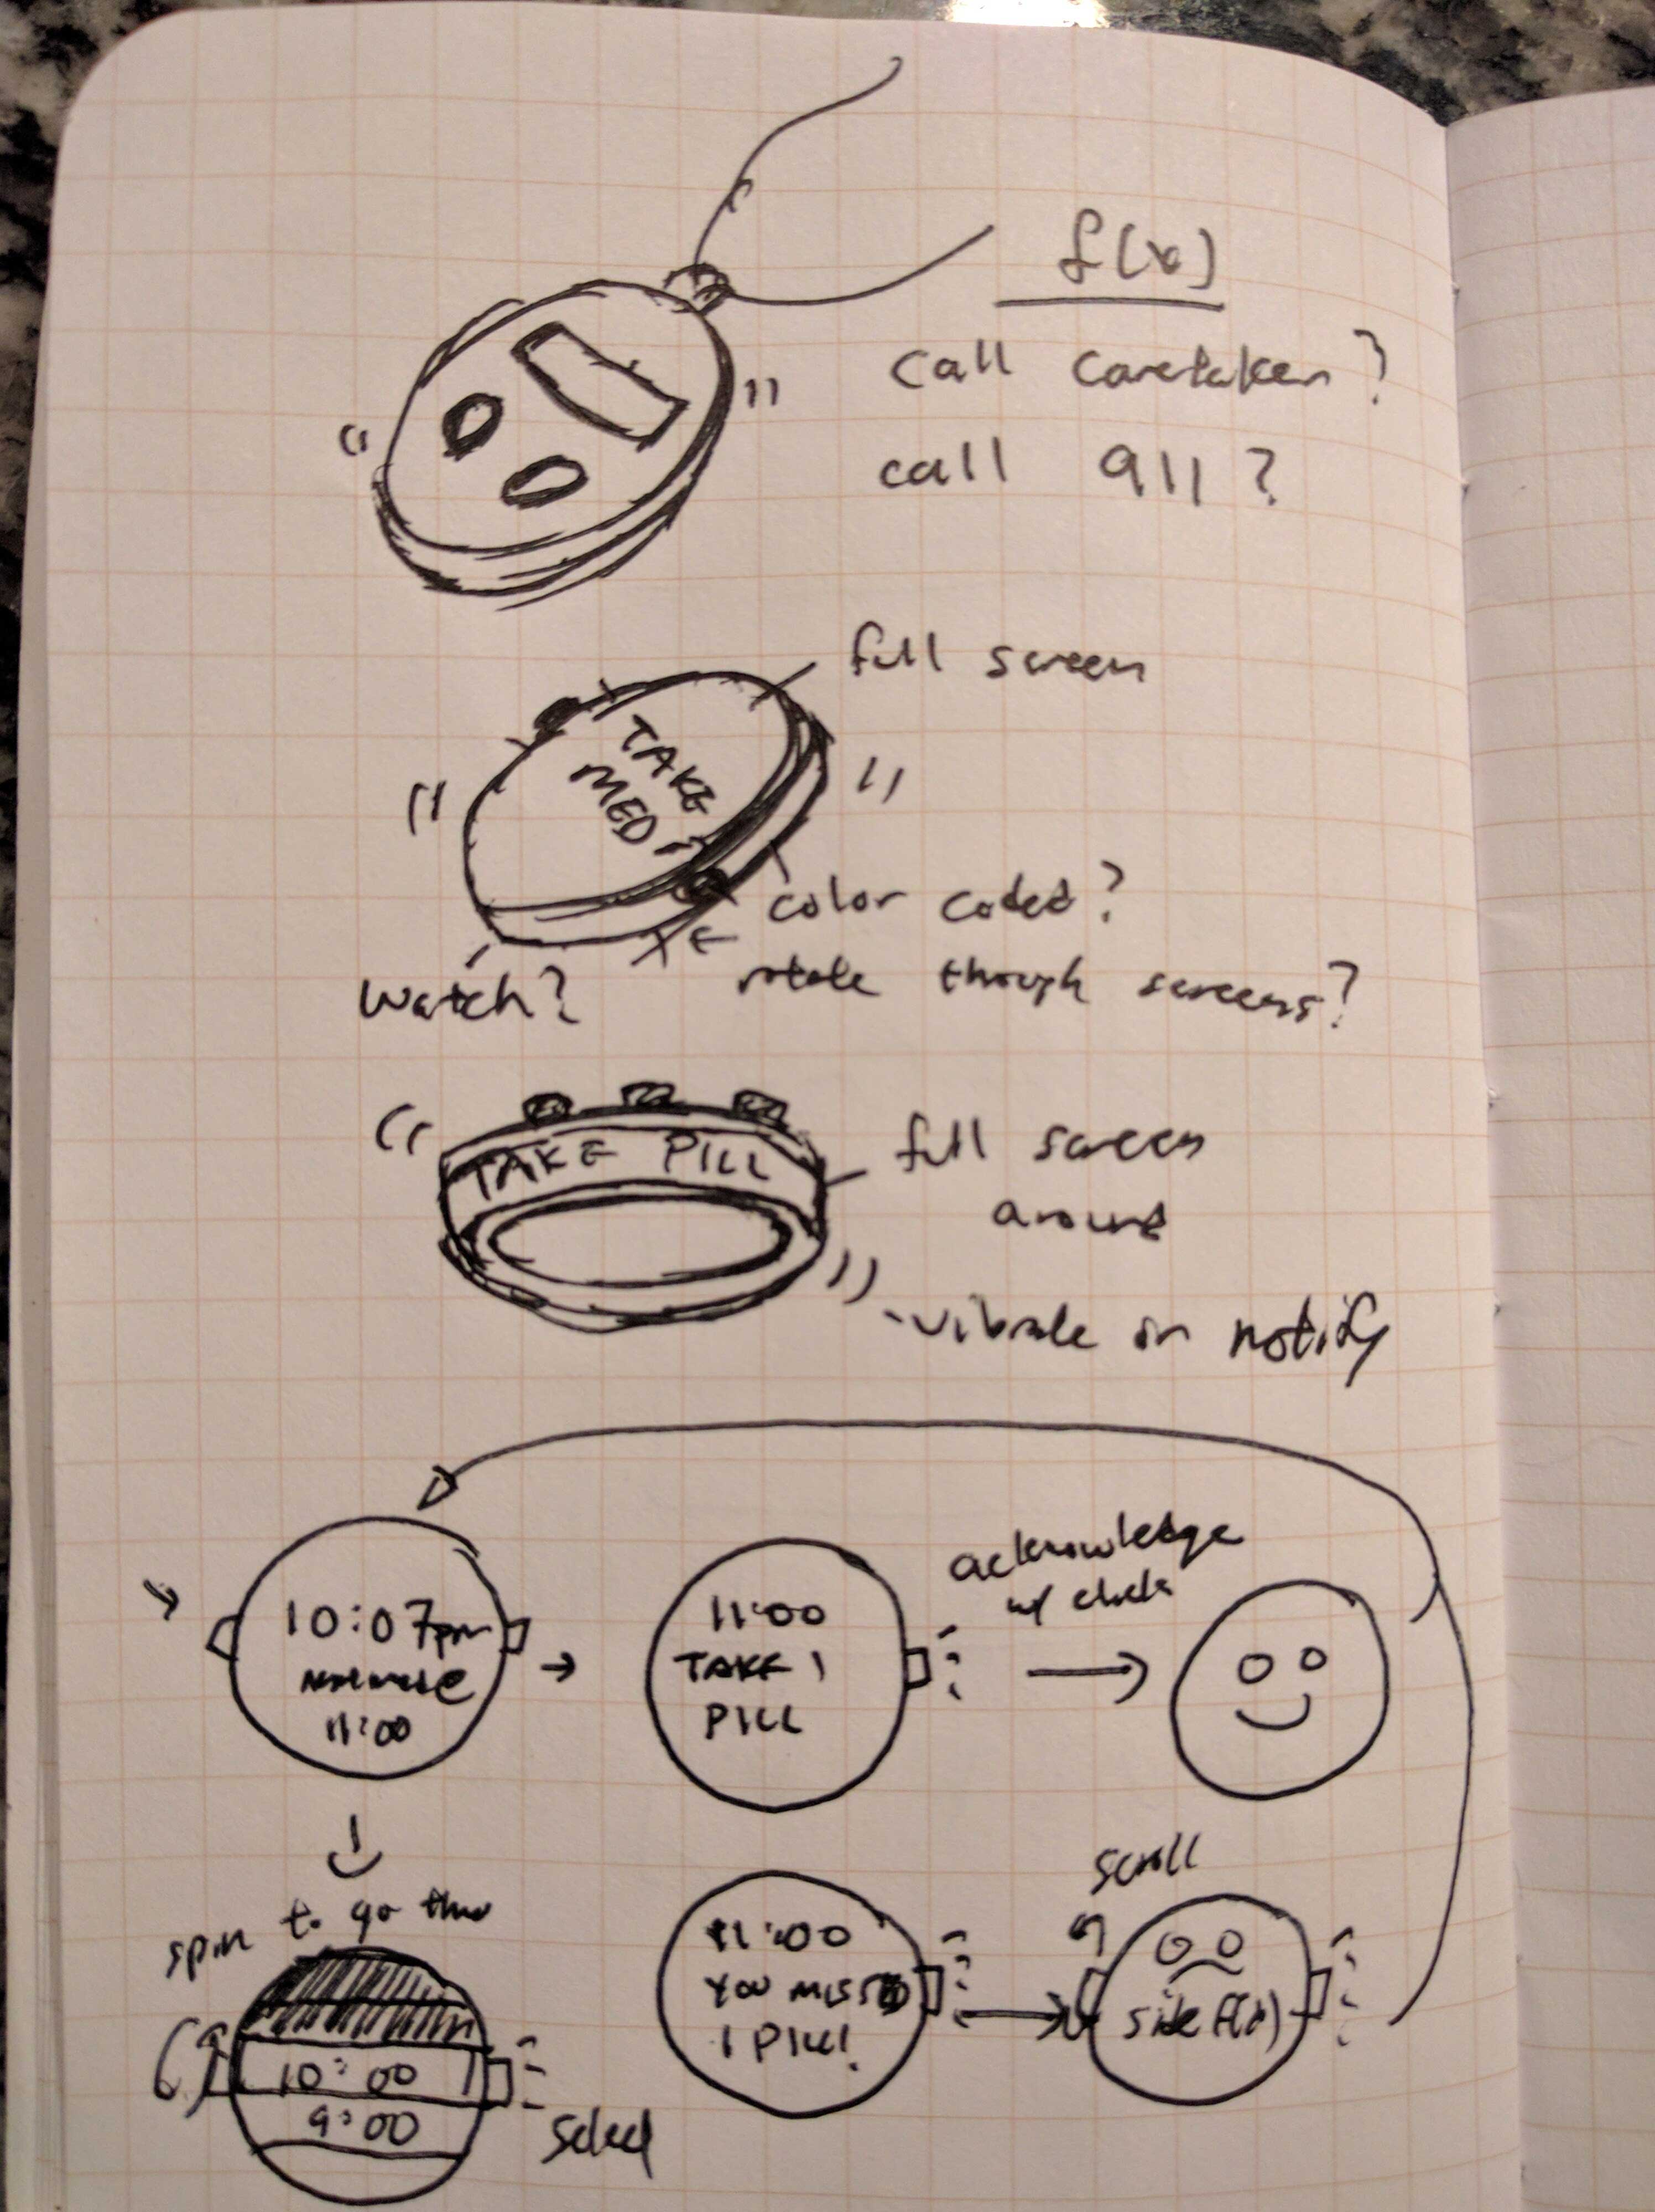 f(x)
call caretaker?
call 911?
full screen
TAKE
MED
color coded?
rotate through screens?
watch?
TAKE PILL
full screen
around
-vibrate on notify
10:07pm
11:00
11:00
TAKE 1
PILL
acknowledge
w/ click
spin to go thru
10:00
9:00
select
11:00
YOU MISSED
1 PILL!
scroll
side f(x)